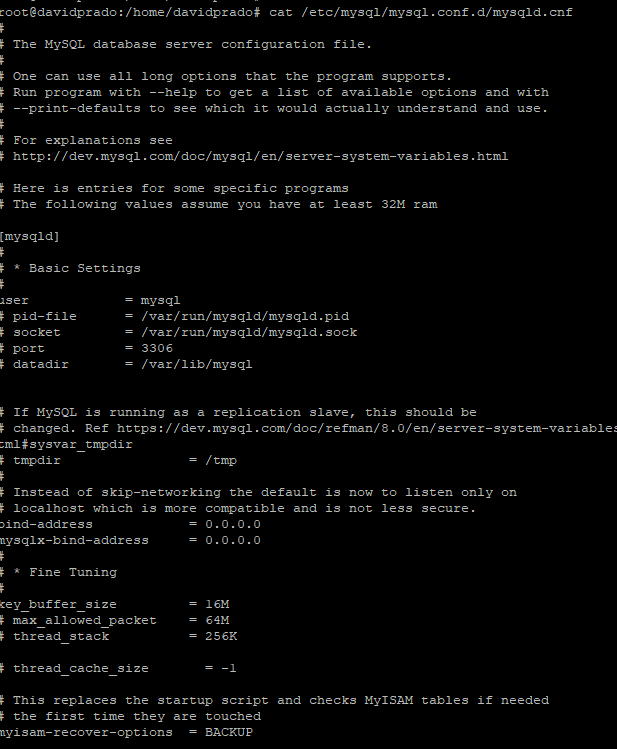 root@davidprado:/home/davidprado# cat /etc/mysql/mysql.conf.d/mysqld.cnf
#
# The MySQL database server configuration file.
#
# One can use all long options that the program supports.
# Run program with --help to get a list of available options and with
# --print-defaults to see which it would actually understand and use.
#
# For explanations see
# http://dev.mysql.com/doc/mysql/en/server-system-variables.html
# Here is entries for some specific programs
# The following values assume you have at least 32M ram
[mysqld]
#
# * Basic Settings
#
user            = mysql
# pid-file      = /var/run/mysqld/mysqld.pid
# socket        = /var/run/mysqld/mysqld.sock
# port          = 3306
# datadir       = /var/lib/mysql
# If MySQL is running as a replication slave, this should be
# changed. Ref https://dev.mysql.com/doc/refman/8.0/en/server-system-variables
tml#sysvar_tmpdir
# tmpdir                = /tmp
#
# Instead of skip-networking the default is now to listen only on
# localhost which is more compatible and is not less secure.
bind-address            = 0.0.0.0
mysqlx-bind-address     = 0.0.0.0
#
# * Fine Tuning
#
key_buffer_size         = 16M
# max_allowed_packet    = 64M
# thread_stack          = 256K
# thread_cache_size       = -1
# This replaces the startup script and checks MyISAM tables if needed
# the first time they are touched
myisam-recover-options  = BACKUP